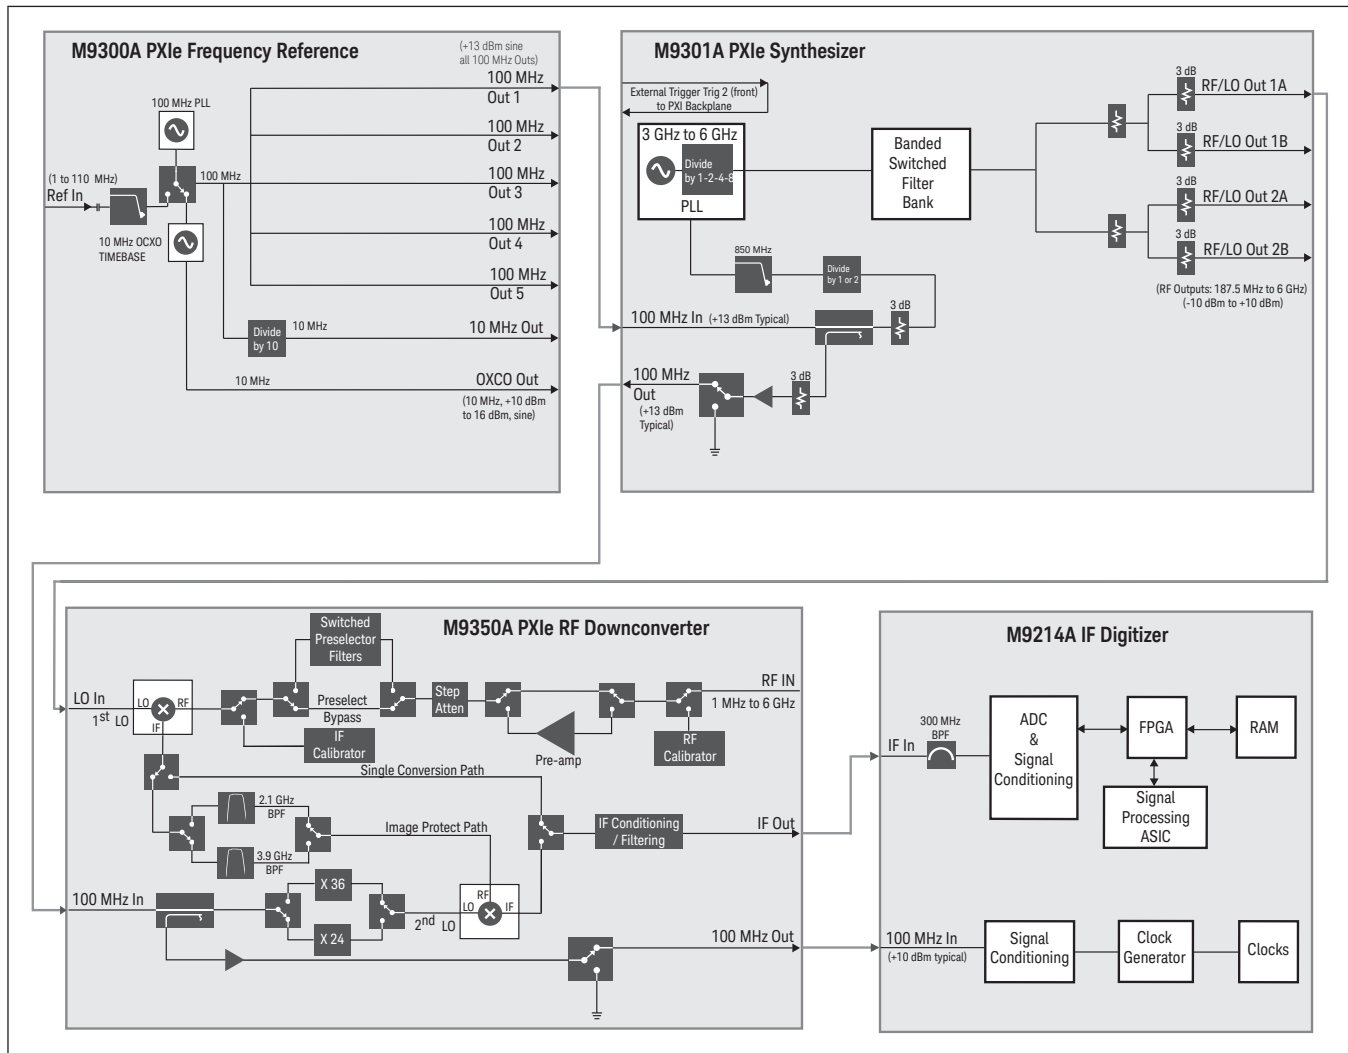 M9300A PXIe Frequency Reference
(+13 dBm sine
all 100 MHz Outs)
100 MHz
Out 1
100 MHz
Out 2
100 MHz
Out 3
100 MHz
Out 4
100 MHz
Out 5
100 MHz PLL
(1 to 110 MHz)
Ref In
100 MHz
10 MHz OCXO
TIMEBASE
Divide
by 10
10 MHz
10 MHz Out
10 MHz
OXCO Out
(10 MHz, +10 dBm
to 16 dBm, sine)
M9301A PXIe Synthesizer
External Trigger Trig 2 (front)
to PXI Backplane
3 GHz to 6 GHz
Divide
by 1-2-4-8
PLL
Banded
Switched
Filter
Bank
3 dB
RF/LO Out 1A
3 dB
RF/LO Out 1B
3 dB
RF/LO Out 2A
3 dB
RF/LO Out 2B
(RF Outputs: 187.5 MHz to 6 GHz)
(-10 dBm to +10 dBm)
850 MHz
Divide
by 1 or 2
3 dB
100 MHz In (+13 dBm Typical)
100 MHz
Out
(+13 dBm
Typical)
3 dB
M9350A PXIe RF Downconverter
Switched
Preselector
Filters
LO In
1st LO
LO
RF
IF
Preselect
Bypass
IF
Calibrator
Step
Atten
Pre-amp
RF
Calibrator
RF IN
1 MHz to 6 GHz
Single Conversion Path
2.1 GHz
BPF
3.9 GHz
BPF
Image Protect Path
IF Conditioning
/ Filtering
IF Out
100 MHz In
X 36
X 24
2nd LO
RF
LO
IF
100 MHz Out
M9214A IF Digitizer
300 MHz
BPF
IF In
ADC
&
Signal
Conditioning
FPGA
RAM
Signal
Processing
ASIC
100 MHz In
(+10 dBm typical)
Signal
Conditioning
Clock
Generator
Clocks